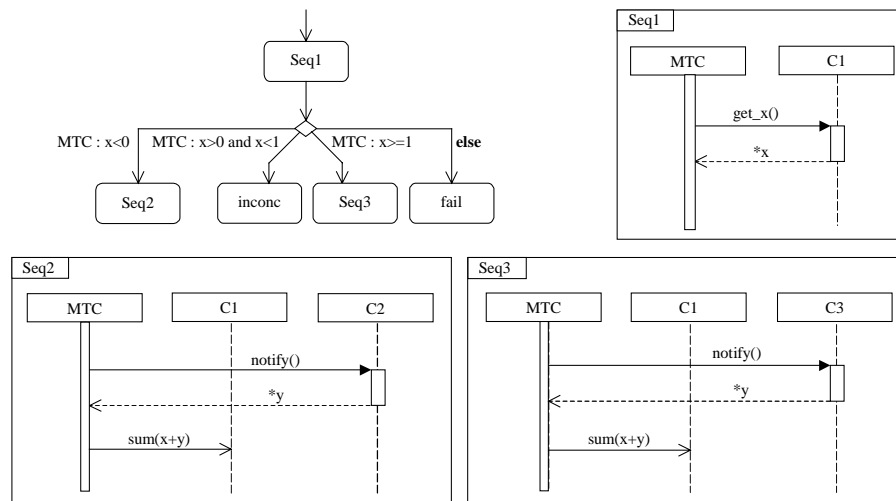 Seq1
MTC : x<0
MTC : x>0 and x<1
MTC : x>=1
else
Seq2
inconc
Seq3
fail
Seq1
MTC
C1
get_x()
*x
Seq2
MTC
C1
C2
notify()
*y
sum(x+y)
Seq3
MTC
C1
C3
notify()
*y
sum(x+y)